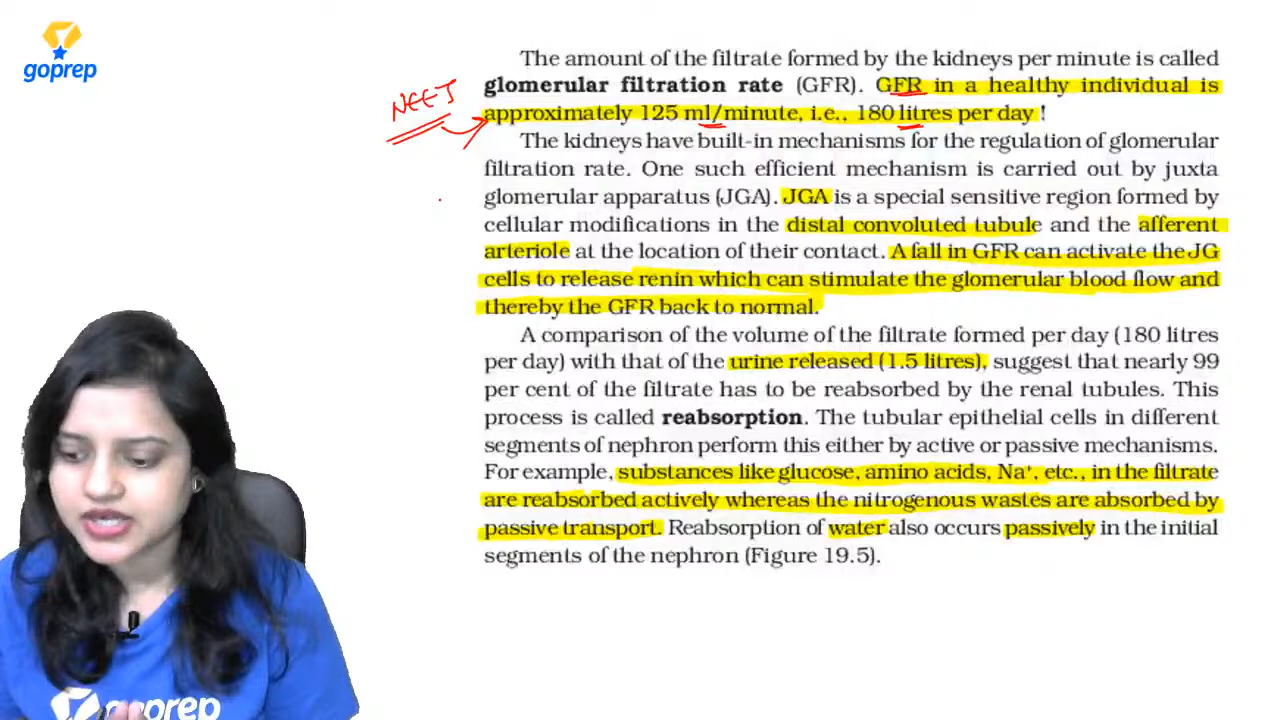 goprep
NEET
The amount of the filtrate formed by the kidneys per minute is called
glomerular filtration rate (GFR). GFR in a healthy individual is
approximately 125 ml/minute, i.e., 180 litres per day !
The kidneys have built-in mechanisms for the regulation of glomerular
filtration rate. One such efficient mechanism is carried out by juxta
glomerular apparatus (JGA). JGA is a special sensitive region formed by
cellular modifications in the distal convoluted tubule and the afferent
arteriole at the location of their contact. A fall in GFR can activate the JG
cells to release renin which can stimulate the glomerular blood flow and
thereby the GFR back to normal.
A comparison of the volume of the filtrate formed per day (180 litres
per day) with that of the urine released (1.5 litres), suggest that nearly 99
per cent of the filtrate has to be reabsorbed by the renal tubules. This
process is called reabsorption. The tubular epithelial cells in different
segments of nephron perform this either by active or passive mechanisms.
For example, substances like glucose, amino acids, Na⁺, etc., in the filtrate
are reabsorbed actively whereas the nitrogenous wastes are absorbed by
passive transport. Reabsorption of water also occurs passively in the initial
segments of the nephron (Figure 19.5).
goprep